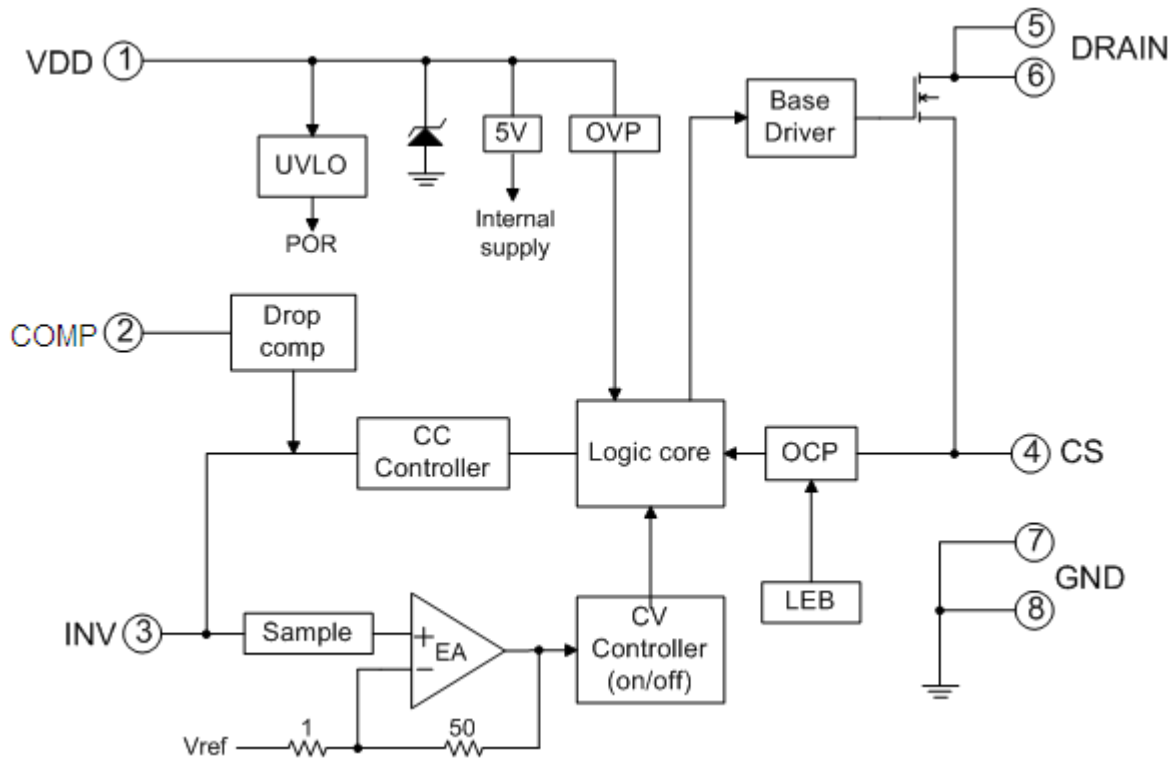 VDD 1
5
DRAIN
6
UVLO
5V
OVP
Base
Driver
POR
Internal
supply
COMP 2
Drop
comp
CC
Controller
Logic core
OCP
4 CS
7
GND
8
LEB
INV 3
Sample
+
EA
−
CV
Controller
(on/off)
Vref
1
50